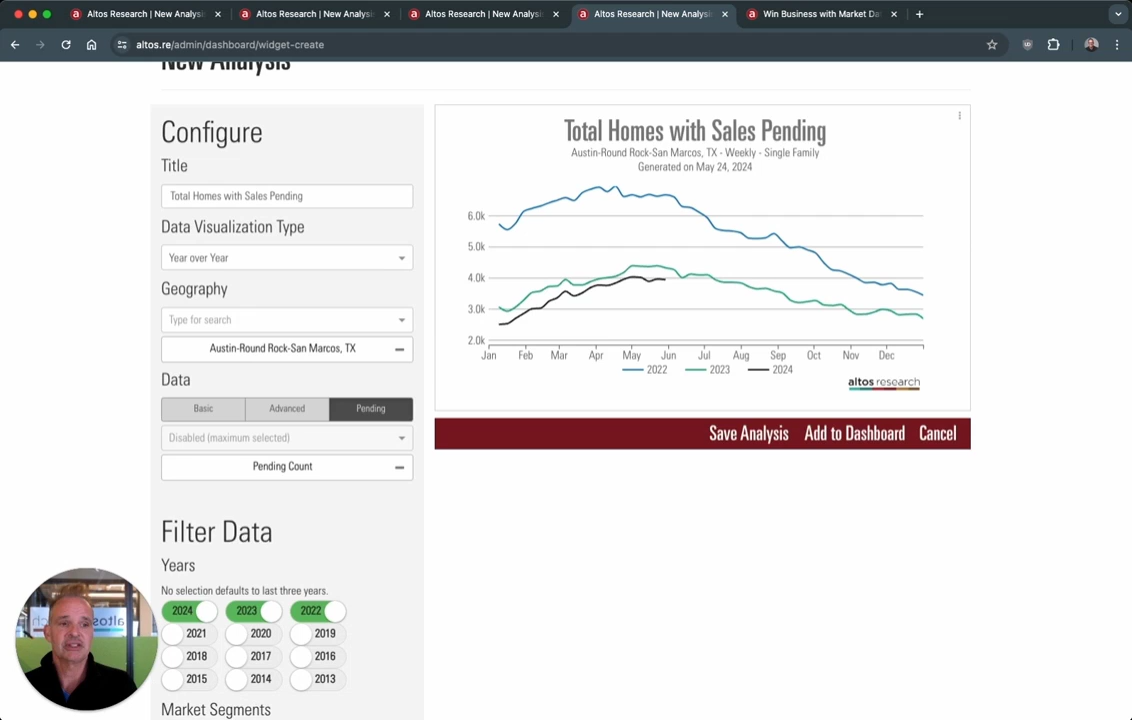 Altos Research | New Analysi
Altos Research | New Analysi
Altos Research | New Analysi
Altos Research | New Analysi
Win Business with Market Da
altos.re/admin/dashboard/widget-create
New Analysis
Configure
Title
Total Homes with Sales Pending
Data Visualization Type
Year over Year
Geography
Type for search
Austin-Round Rock-San Marcos, TX
Data
Basic
Advanced
Pending
Disabled (maximum selected)
Pending Count
Filter Data
Years
No selection defaults to last three years.
2024 2023 2022
2021 2020 2019
2018 2017 2016
2015 2014 2013
Market Segments
Total Homes with Sales Pending
Austin-Round Rock-San Marcos, TX - Weekly - Single Family
Generated on May 24, 2024
6.0k
5.0k
4.0k
3.0k
2.0k
Jan Feb Mar Apr May Jun Jul Aug Sep Oct Nov Dec
2022 2023 2024
altos research
Save Analysis Add to Dashboard Cancel